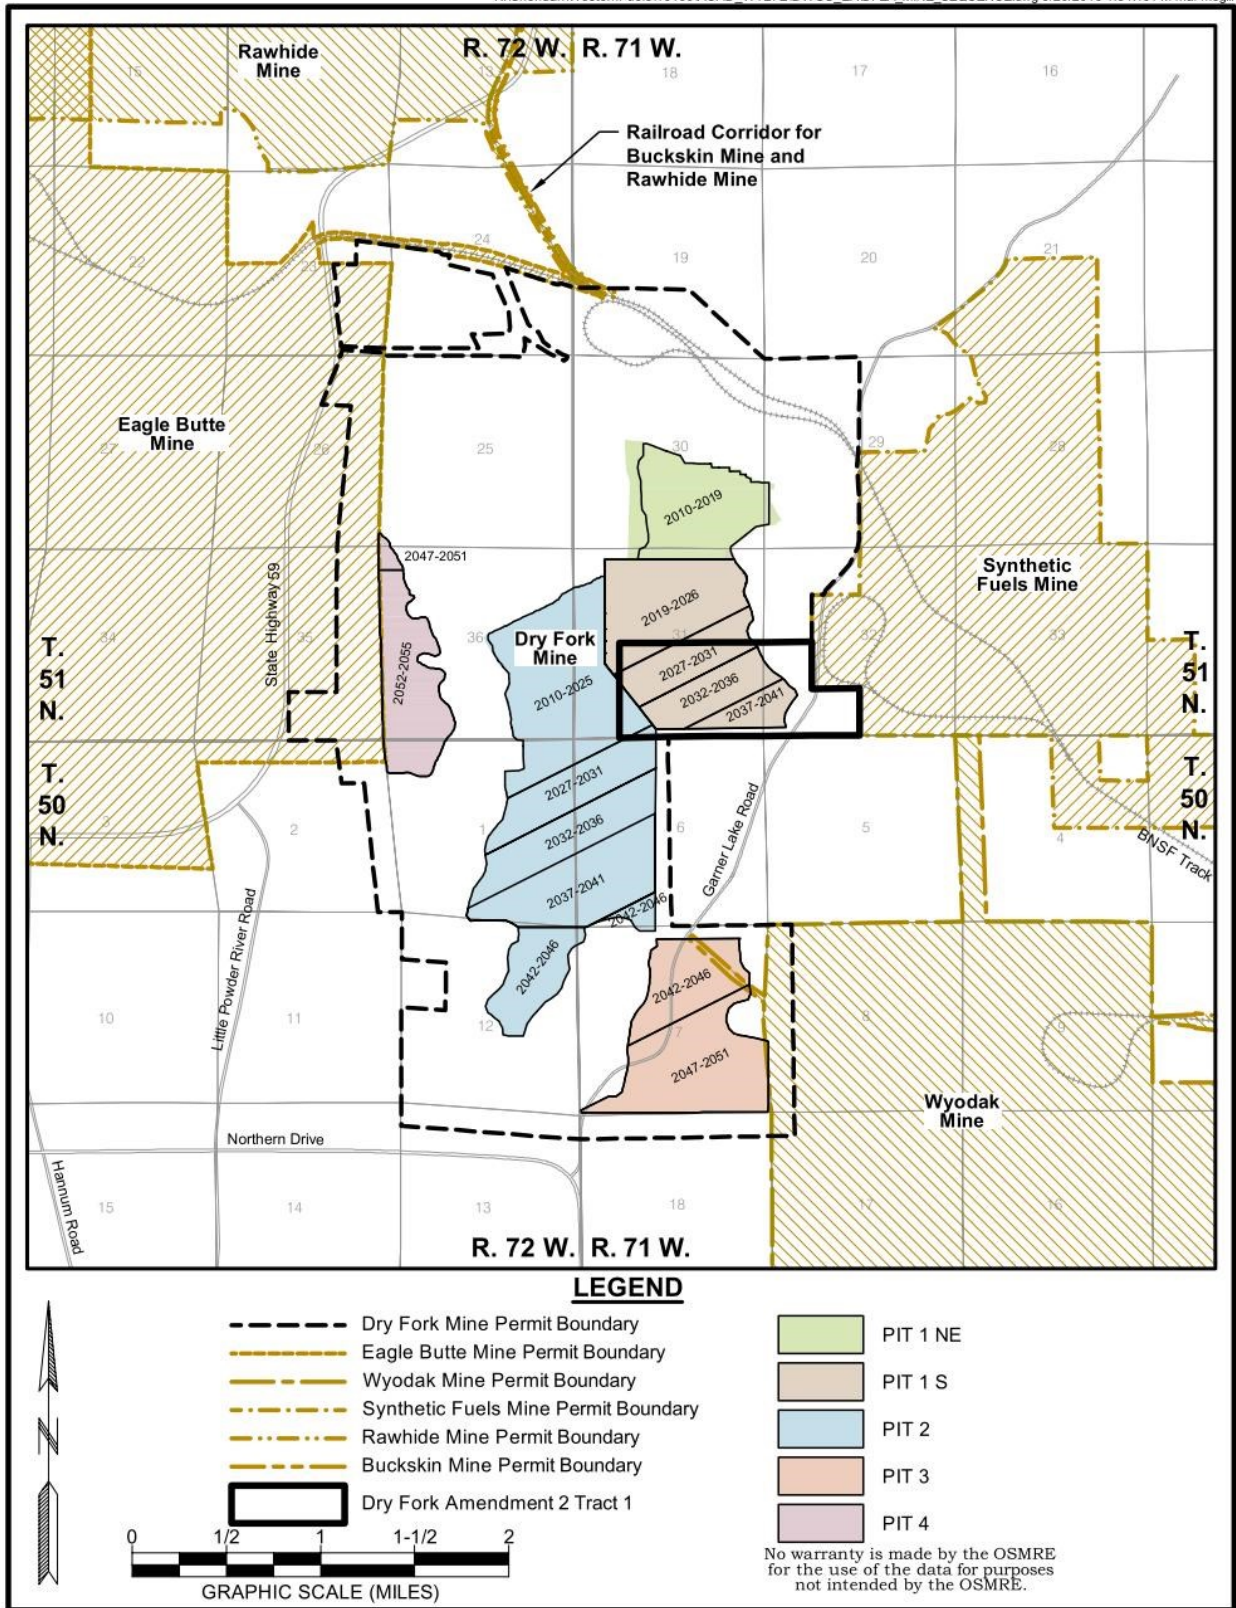 R. 72 W.
R. 71 W.
Rawhide
Mine
15
13
18
17
16
Railroad Corridor for
Buckskin Mine and
Rawhide Mine
22
23
24
19
20
21
Eagle Butte
Mine
27
26
25
30
29
28
2010-2019
2047-2051
Synthetic
Fuels Mine
State Highway 59
2019-2026
34
35
36
31
32
33
T.
51
N.
Dry Fork
Mine
T.
51
N.
2052-2055
2010-2025
2027-2031
2032-2036
2037-2041
T.
50
N.
T.
50
N.
2027-2031
3
2
1
2032-2036
6
5
4
Garner Lake Road
BNSF Track
2037-2041
2042-2046
Little Powder River Road
2042-2046
2042-2046
10
11
12
7
8
9
2047-2051
Wyodak
Mine
Northern Drive
Hannum Road
15
14
13
18
17
16
R. 72 W.
R. 71 W.
LEGEND
Dry Fork Mine Permit Boundary
Eagle Butte Mine Permit Boundary
Wyodak Mine Permit Boundary
Synthetic Fuels Mine Permit Boundary
Rawhide Mine Permit Boundary
Buckskin Mine Permit Boundary
Dry Fork Amendment 2 Tract 1
PIT 1 NE
PIT 1 S
PIT 2
PIT 3
PIT 4
N
0 1/2 1 1-1/2 2
GRAPHIC SCALE (MILES)
No warranty is made by the OSMRE
for the use of the data for purposes
not intended by the OSMRE.